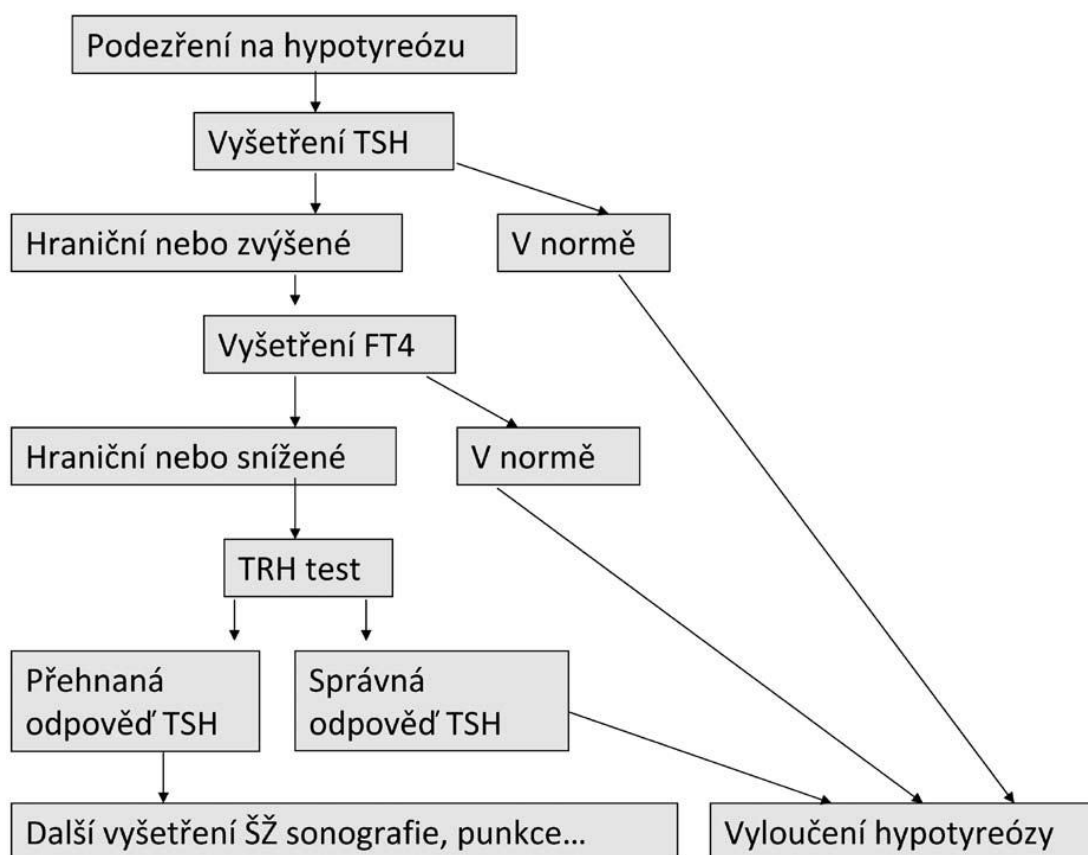 Podezření na hypotyreózu
Vyšetření TSH
Hraniční nebo zvýšené
V normě
Vyšetření FT4
Hraniční nebo snížené
V normě
TRH test
Přehnaná
odpověď TSH
Správná
odpověď TSH
Další vyšetření ŠŽ sonografie, punkce...
Vyloučení hypotyreózy